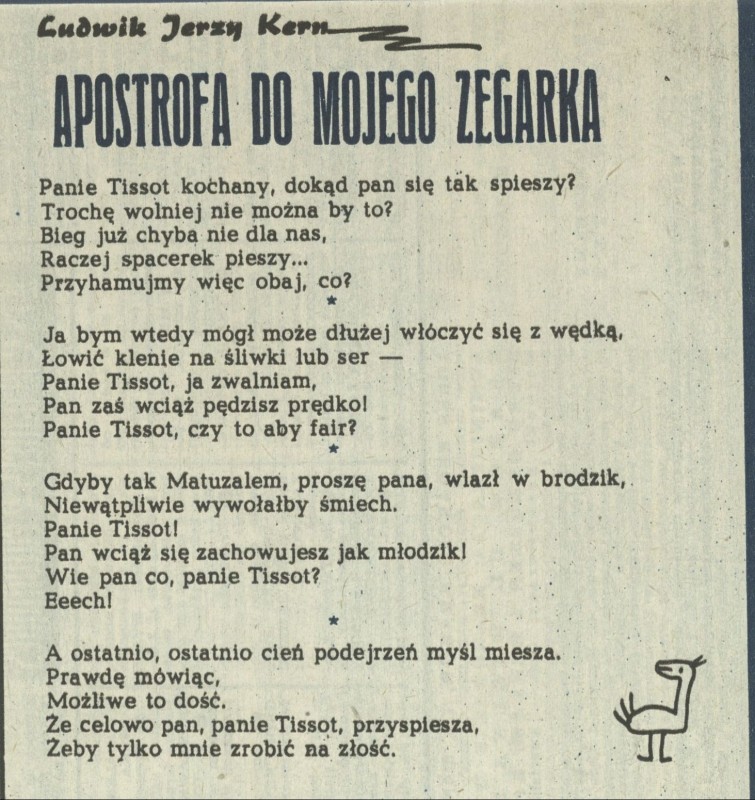 Ludwik Jerzy Kern
APOSTROFA DO MOJEGO ZEGARKA
Panie Tissot kochany, dokąd pan się tak spieszy?
Trochę wolniej nie można by to?
Bieg już chyba nie dla nas,
Raczej spacerek pieszy...
Przyhamujmy więc obaj, co?
*
Ja bym wtedy mógł może dłużej włóczyć się z wędką,
Łowić klenie na śliwki lub ser —
Panie Tissot, ja zwalniam,
Pan zaś wciąż pędzisz prędko!
Panie Tissot, czy to aby fair?
*
Gdyby tak Matuzalem, proszę pana, wlazł w brodzik,
Niewątpliwie wywołałby śmiech.
Panie Tissot!
Pan wciąż się zachowujesz jak młodzik!
Wie pan co, panie Tissot?
Eeech!
*
A ostatnio, ostatnio cień podejrzeń myśl miesza.
Prawdę mówiąc,
Możliwe to dość.
Że celowo pan, panie Tissot, przyspiesza,
Żeby tylko mnie zrobić na złość.